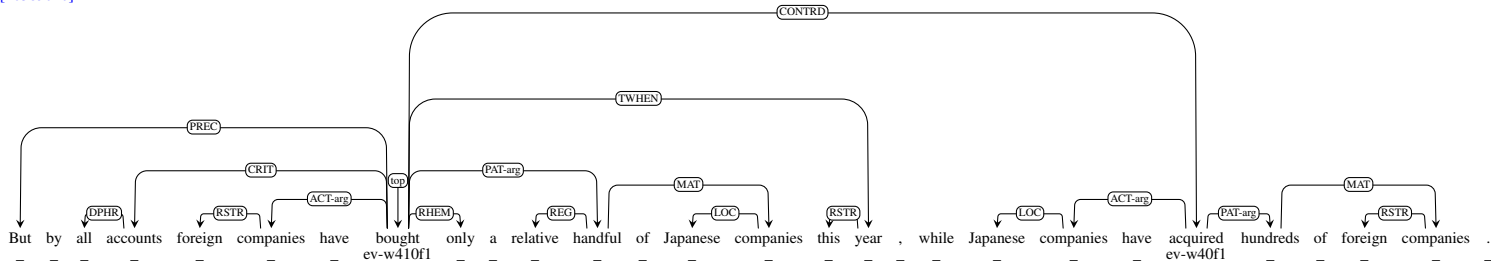 CONTRD
TWHEN
PREC
CRIT top PAT-arg
MAT MAT
ACT-arg ACT-arg
DPHR RSTR RHEM REG LOC RSTR LOC PAT-arg RSTR
But by all accounts foreign companies have bought only a relative handful of Japanese companies this year , while Japanese companies have acquired hundreds of foreign companies .
_ _ _ _ _ _ _ ev-w410f1 _ _ _ _ _ _ _ _ _ _ _ _ _ _ ev-w40f1 _ _ _ _ _